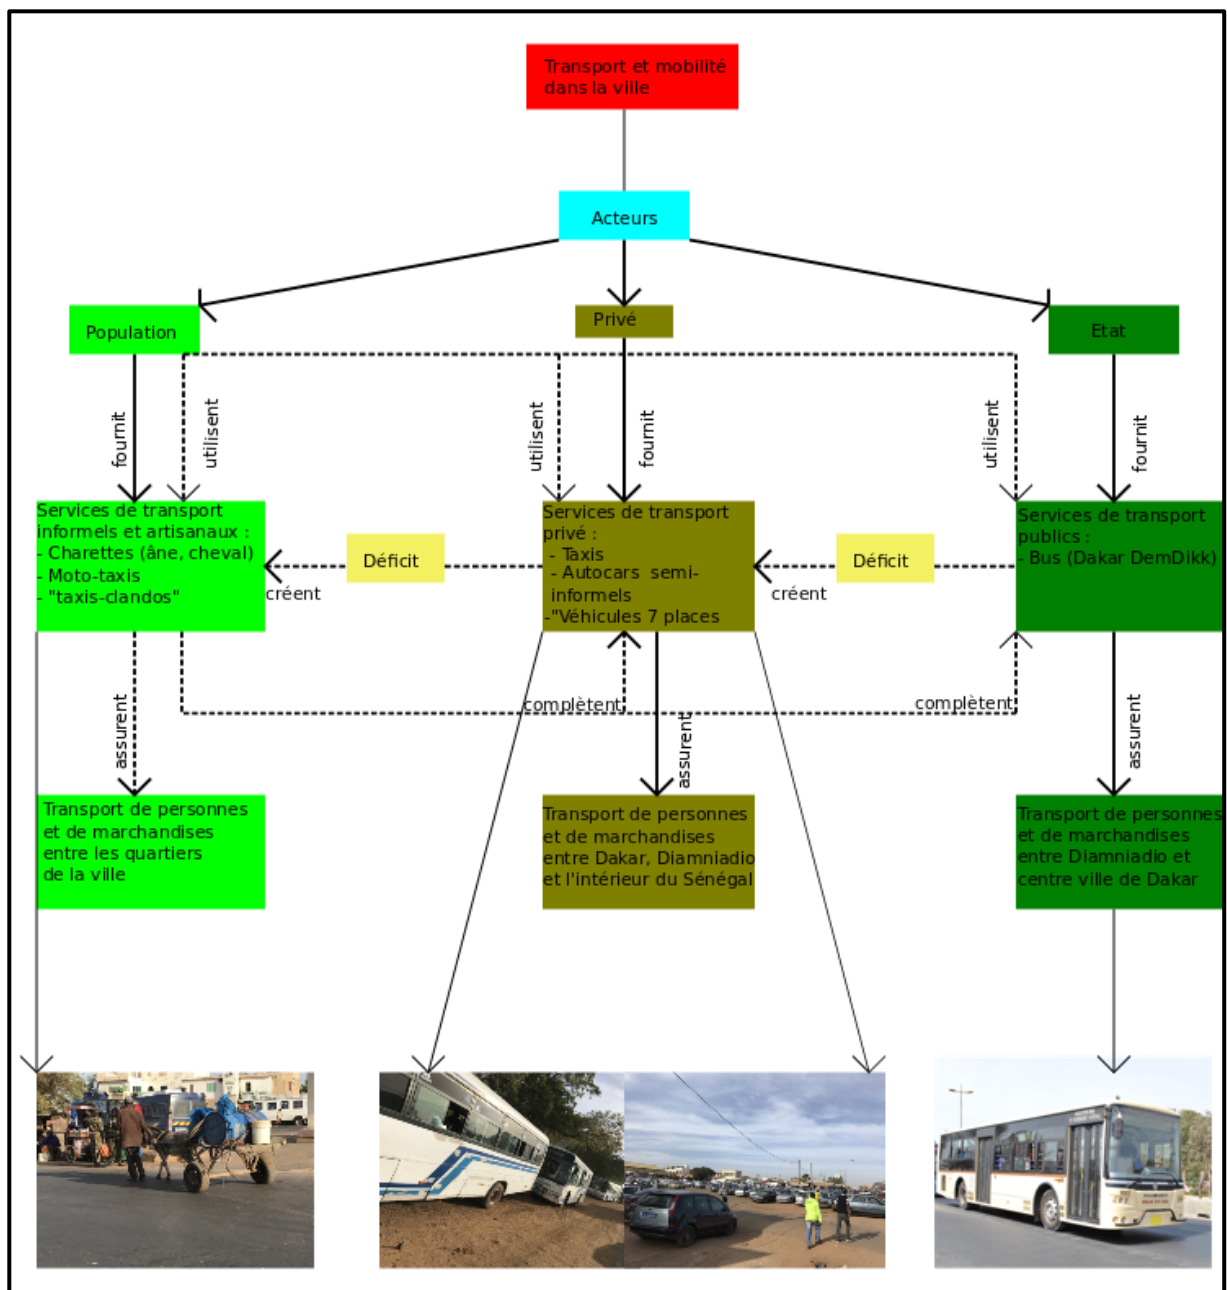 Transport et mobilité
dans la ville
Acteurs
Population
Privé
Etat
fournit
utilisent
utilisent
fournit
utilisent
fournit
Services de transport
informels et artisanaux :
- Charettes (âne, cheval)
- Moto-taxis
- "taxis-clandos"
Déficit
créent
Services de transport
privé :
- Taxis
- Autocars semi-
informels
-"Véhicules 7 places
Déficit
créent
Services de transport
publics :
- Bus (Dakar DemDikk)
assurent
complètent
assurent
complètent
assurent
Transport de personnes
et de marchandises
entre les quartiers
de la ville
Transport de personnes
et de marchandises
entre Dakar, Diamniadio
et l'intérieur du Sénégal
Transport de personnes
et de marchandises
entre Diamniadio et
centre ville de Dakar